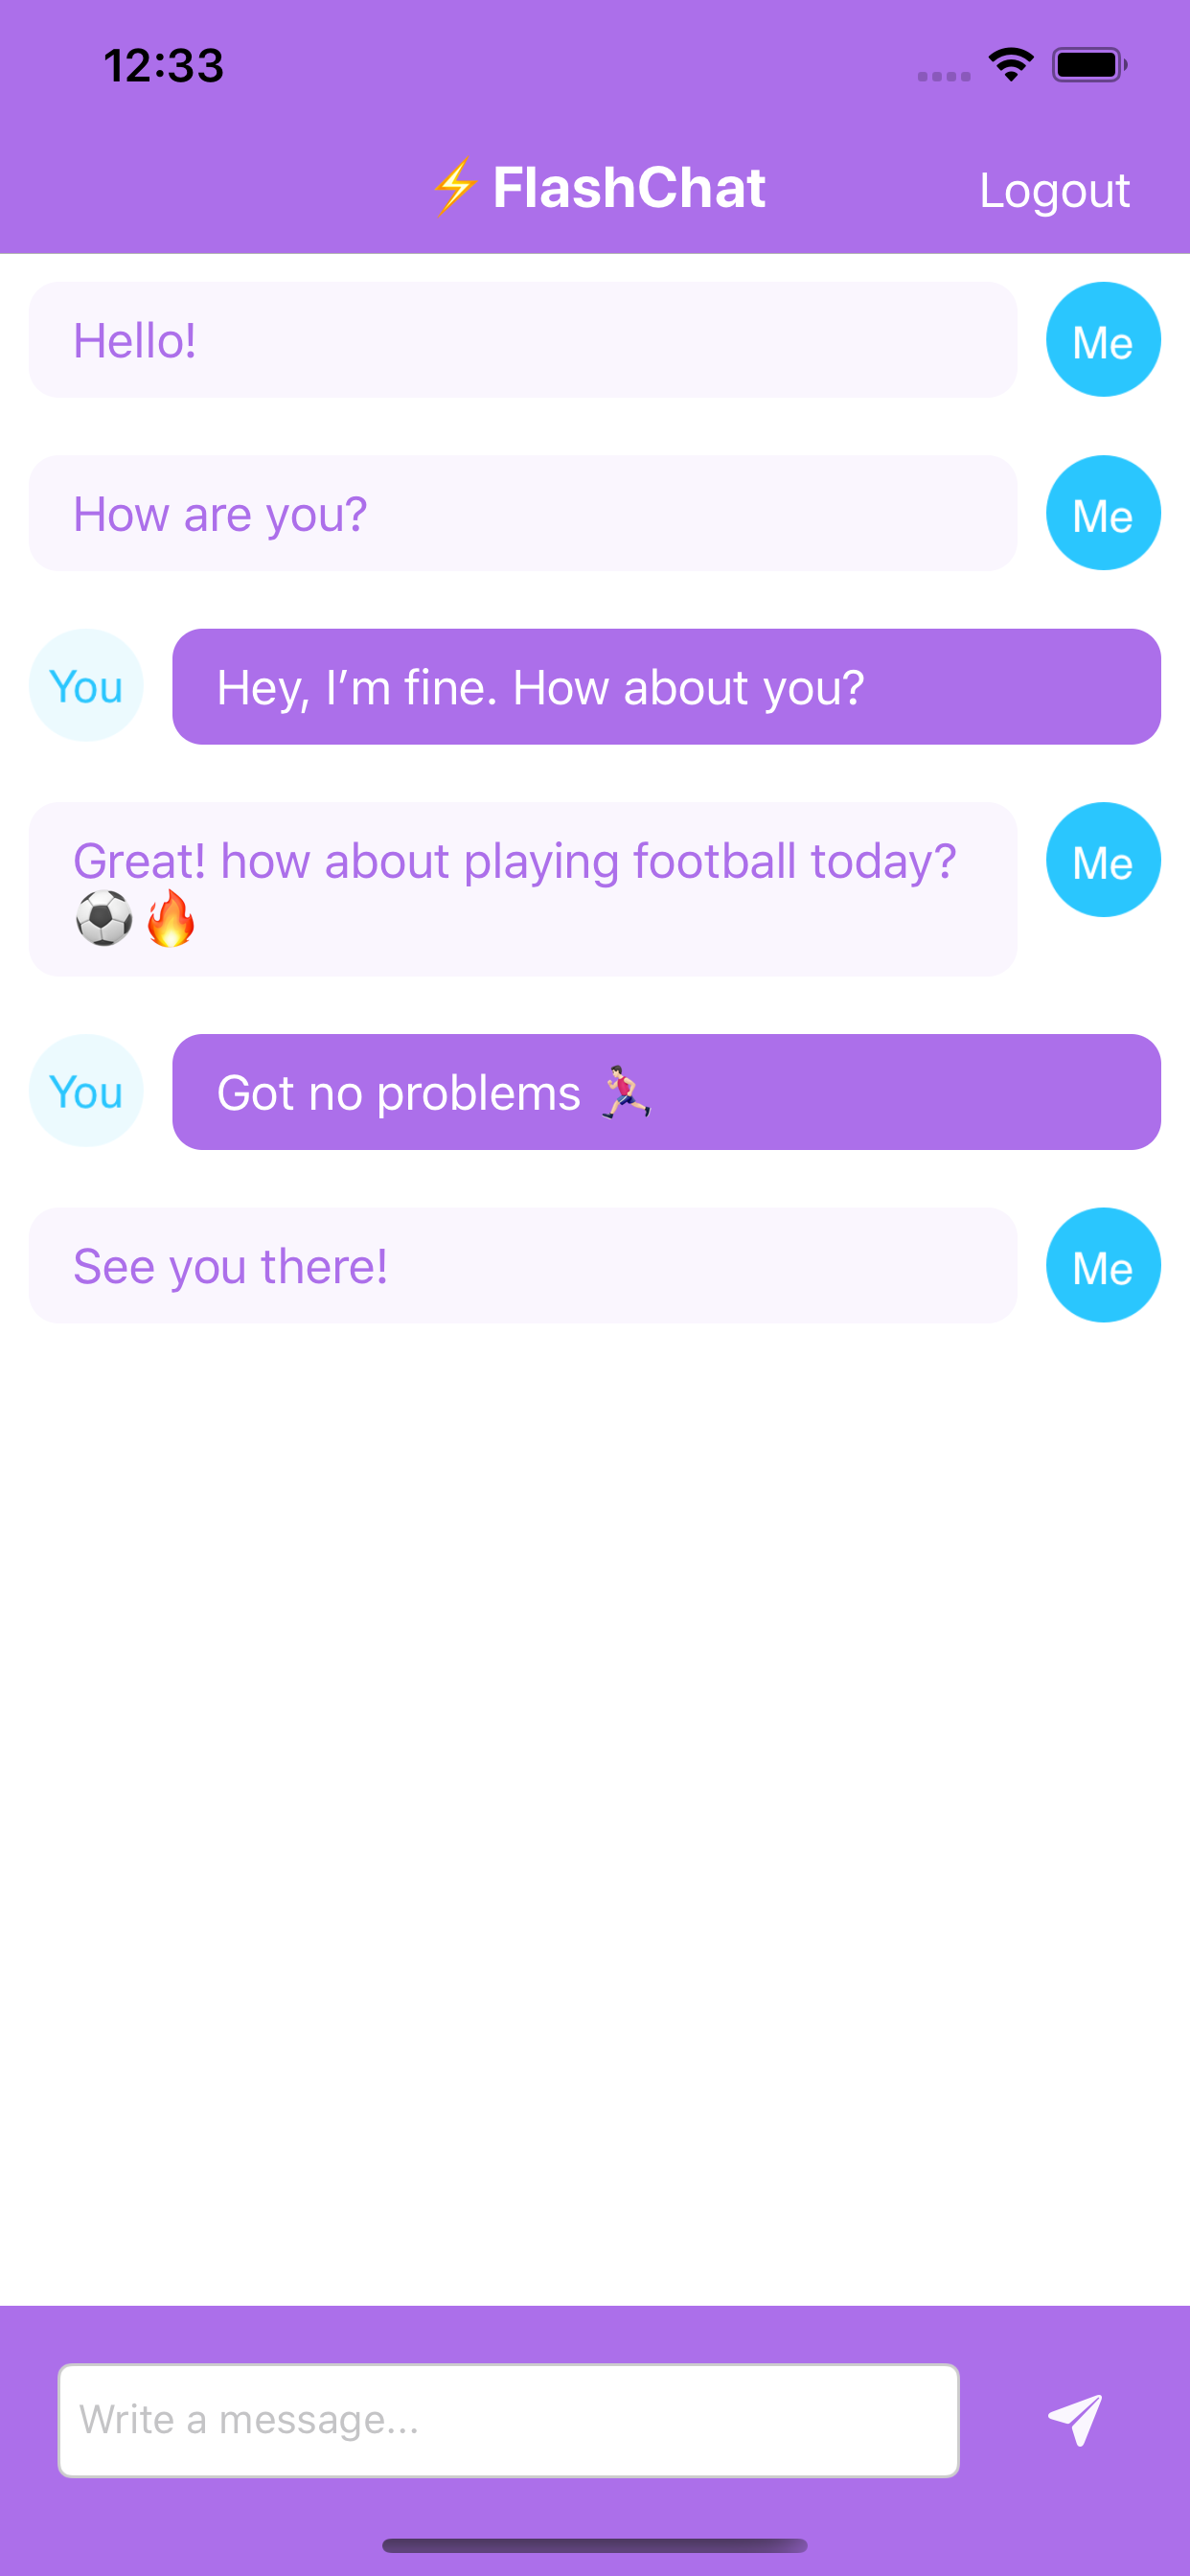 12:33
⚡️FlashChat
Logout
Hello!
Me
How are you?
Me
You
Hey, I’m fine. How about you?
Great! how about playing football today?
⚽️🔥
Me
You
Got no problems 🏃🏻‍♂️
See you there!
Me
Write a message...